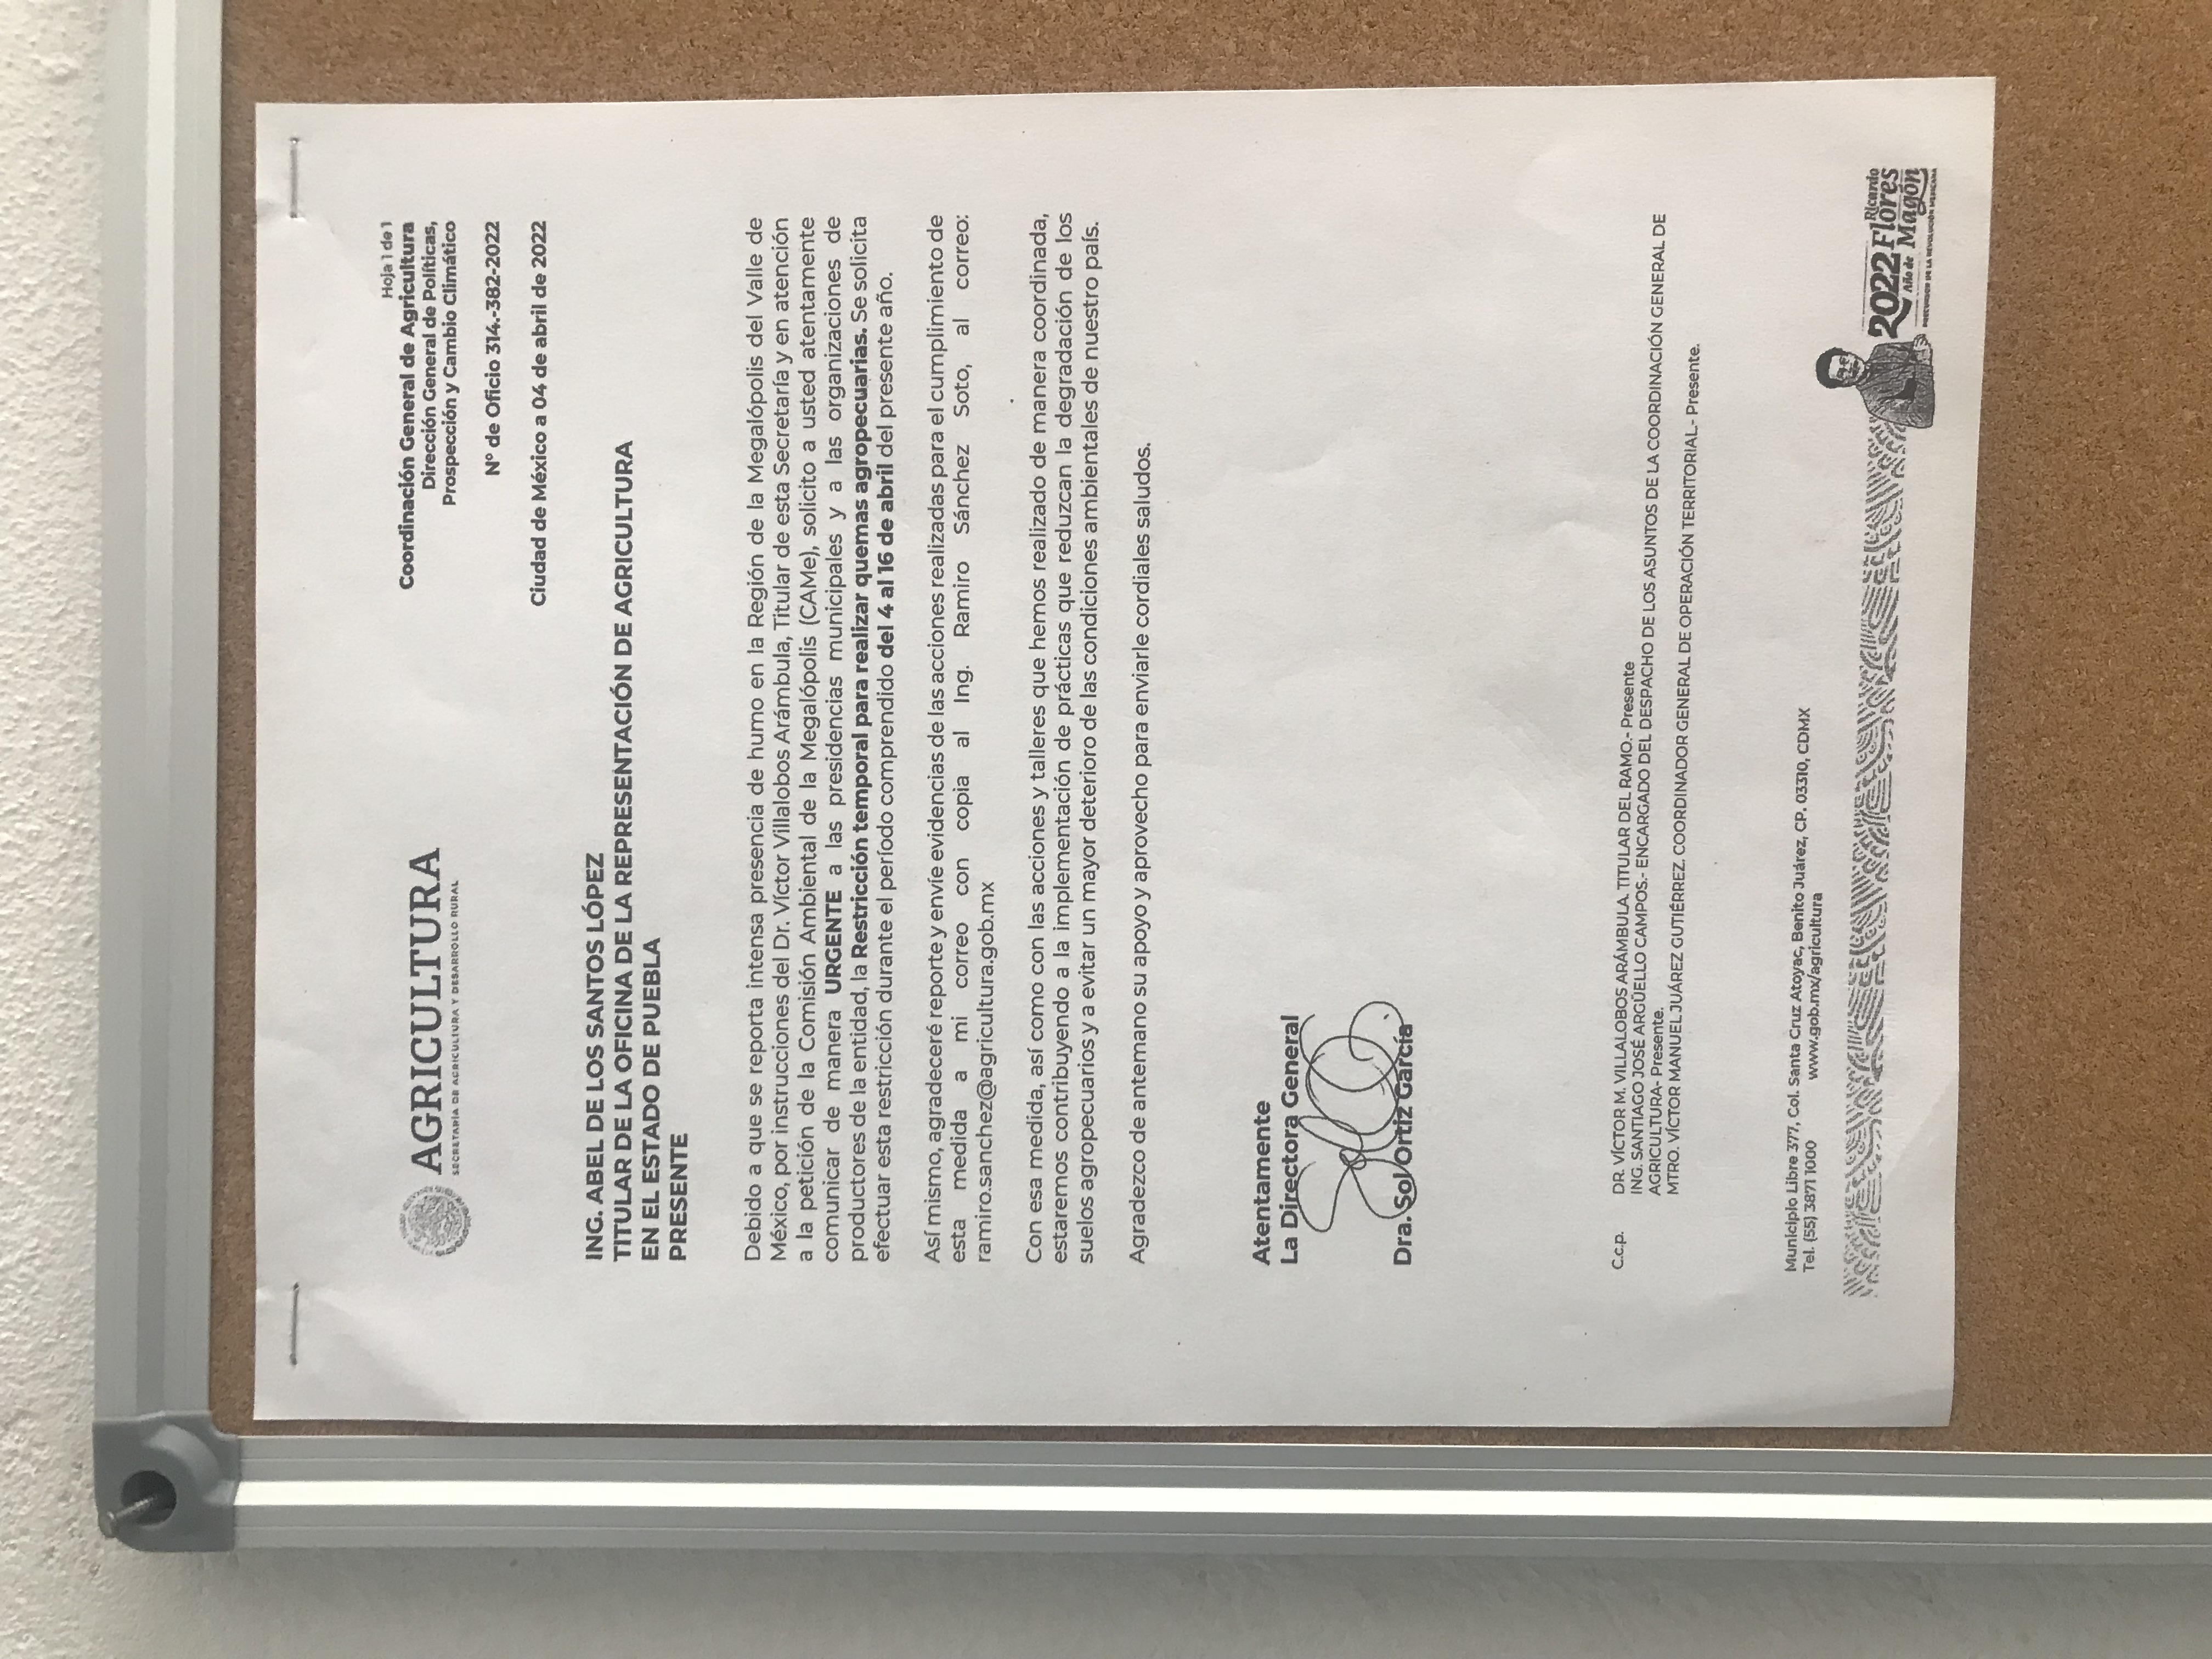 Hoja 1 de 1
AGRICULTURA
SECRETARÍA DE AGRICULTURA Y DESARROLLO RURAL
Coordinación General de Agricultura
Dirección General de Políticas,
Prospección y Cambio Climático
N° de Oficio 314.-382-2022
Ciudad de México a 04 de abril de 2022
ING. ABEL DE LOS SANTOS LÓPEZ
TITULAR DE LA OFICINA DE LA REPRESENTACIÓN DE AGRICULTURA
EN EL ESTADO DE PUEBLA
PRESENTE
Debido a que se reporta intensa presencia de humo en la Región de la Megalópolis del Valle de
México, por instrucciones del Dr. Víctor Villalobos Arámbula, Titular de esta Secretaría y en atención
a la petición de la Comisión Ambiental de la Megalópolis (CAMe), solicito a usted atentamente
comunicar de manera URGENTE a las presidencias municipales y a las organizaciones de
productores de la entidad, la Restricción temporal para realizar quemas agropecuarias. Se solicita
efectuar esta restricción durante el período comprendido del 4 al 16 de abril del presente año.
Así mismo, agradeceré reporte y envíe evidencias de las acciones realizadas para el cumplimiento de
esta medida a mi correo con copia al Ing. Ramiro Sánchez Soto, al correo:
ramiro.sanchez@agricultura.gob.mx
Con esa medida, así como con las acciones y talleres que hemos realizado de manera coordinada,
estaremos contribuyendo a la implementación de prácticas que reduzcan la degradación de los
suelos agropecuarios y a evitar un mayor deterioro de las condiciones ambientales de nuestro país.
Agradezco de antemano su apoyo y aprovecho para enviarle cordiales saludos.
Atentamente
La Directora General
Dra. Sol Ortiz García
C.c.p. DR. VÍCTOR M. VILLALOBOS ARÁMBULA. TITULAR DEL RAMO.- Presente
ING. SANTIAGO JOSÉ ARGÜELLO CAMPOS.- ENCARGADO DEL DESPACHO DE LOS ASUNTOS DE LA COORDINACIÓN GENERAL DE
AGRICULTURA- Presente.
MTRO. VÍCTOR MANUEL JUÁREZ GUTIÉRREZ. COORDINADOR GENERAL DE OPERACIÓN TERRITORIAL- Presente.
Municipio Libre 377, Col. Santa Cruz Atoyac, Benito Juárez, CP. 03310, CDMX
Tel. (55) 3871 1000 www.gob.mx/agricultura
2022 Ricardo
Flores
Año de Magón
PRECURSOR DE LA REVOLUCIÓN MEXICANA